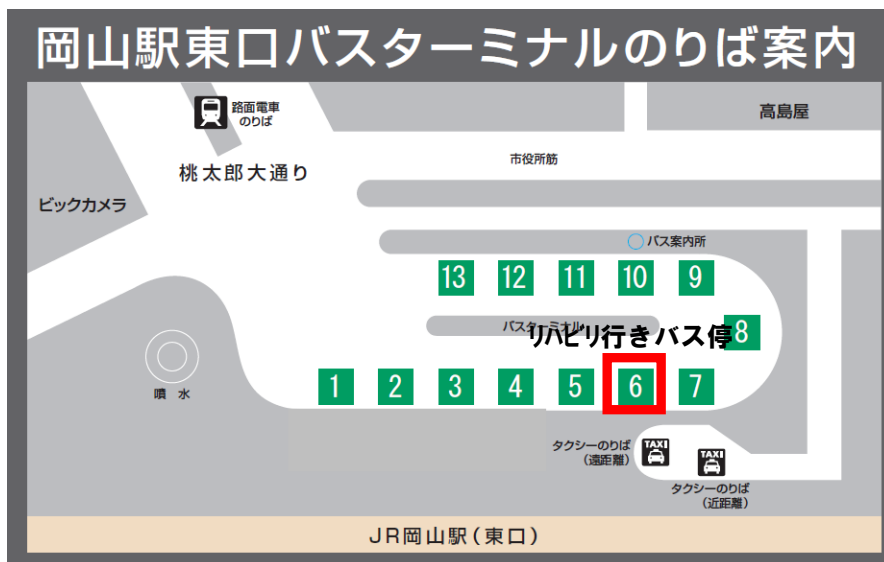 岡山駅東口バスターミナルのりば案内
路面電車
のりば
高島屋
市役所筋
桃太郎大通り
ビックカメラ
バス案内所
13 12 11 10 9
バスターミナル
リハビリ行きバス停
8
1 2 3 4 5 6 7
噴水
タクシーのりば
(遠距離)
TAXI
TAXI
タクシーのりば
(近距離)
JR岡山駅(東口)